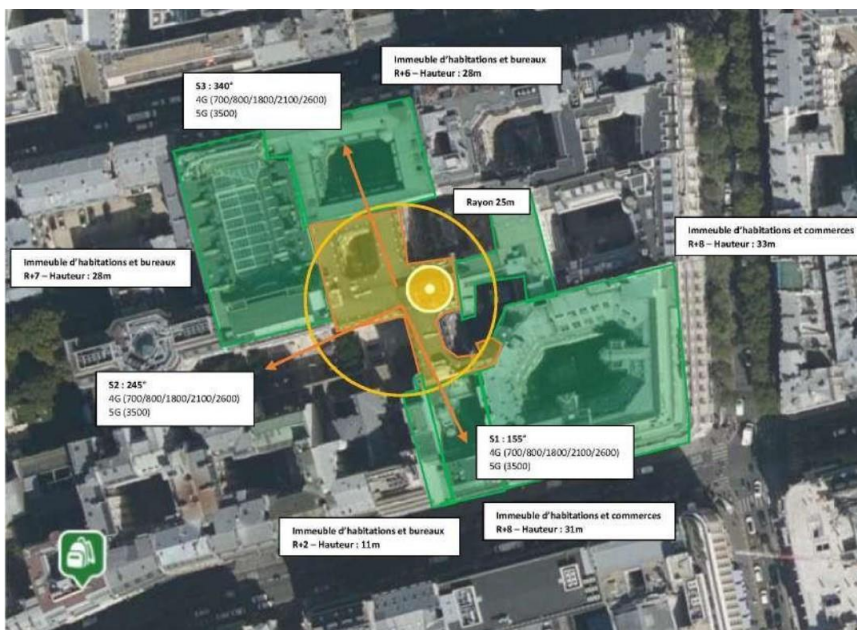 Immeuble d'habitations et bureaux
R+6 – Hauteur : 28m
S3 : 340°
4G (700/800/1800/2100/2600)
5G (3500)
Rayon 25m
Immeuble d'habitations et commerces
R+8 – Hauteur : 33m
Immeuble d'habitations et bureaux
R+7 – Hauteur : 28m
S2 : 245°
4G (700/800/1800/2100/2600)
5G (3500)
S1 : 155°
4G (700/800/1800/2100/2600)
5G (3500)
Immeuble d'habitations et bureaux
R+2 – Hauteur : 11m
Immeuble d'habitations et commerces
R+8 – Hauteur : 31m